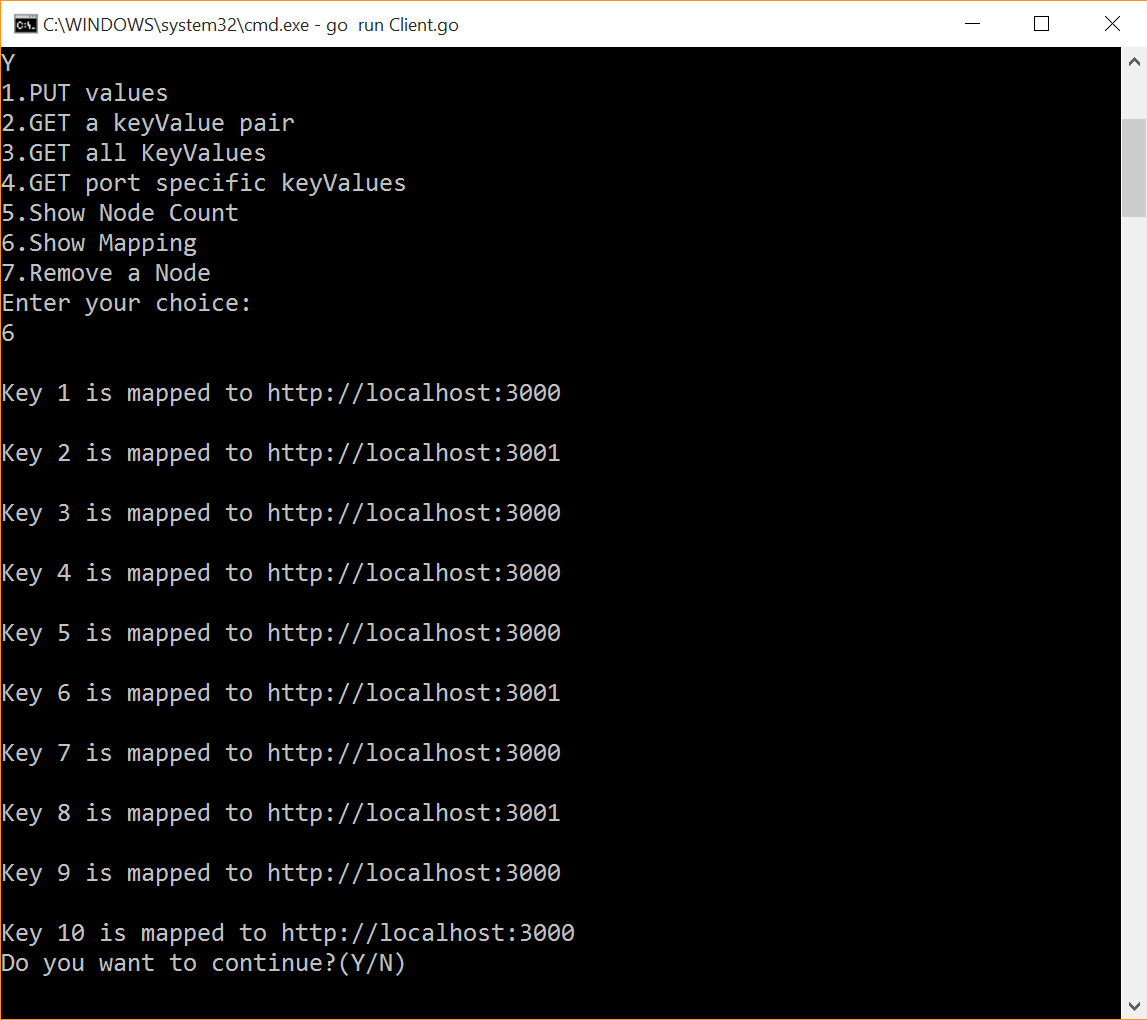 C:\WINDOWS\system32\cmd.exe - go  run Client.go
Y
1.PUT values
2.GET a keyValue pair
3.GET all KeyValues
4.GET port specific keyValues
5.Show Node Count
6.Show Mapping
7.Remove a Node
Enter your choice:
6
Key 1 is mapped to http://localhost:3000
Key 2 is mapped to http://localhost:3001
Key 3 is mapped to http://localhost:3000
Key 4 is mapped to http://localhost:3000
Key 5 is mapped to http://localhost:3000
Key 6 is mapped to http://localhost:3001
Key 7 is mapped to http://localhost:3000
Key 8 is mapped to http://localhost:3001
Key 9 is mapped to http://localhost:3000
Key 10 is mapped to http://localhost:3000
Do you want to continue?(Y/N)